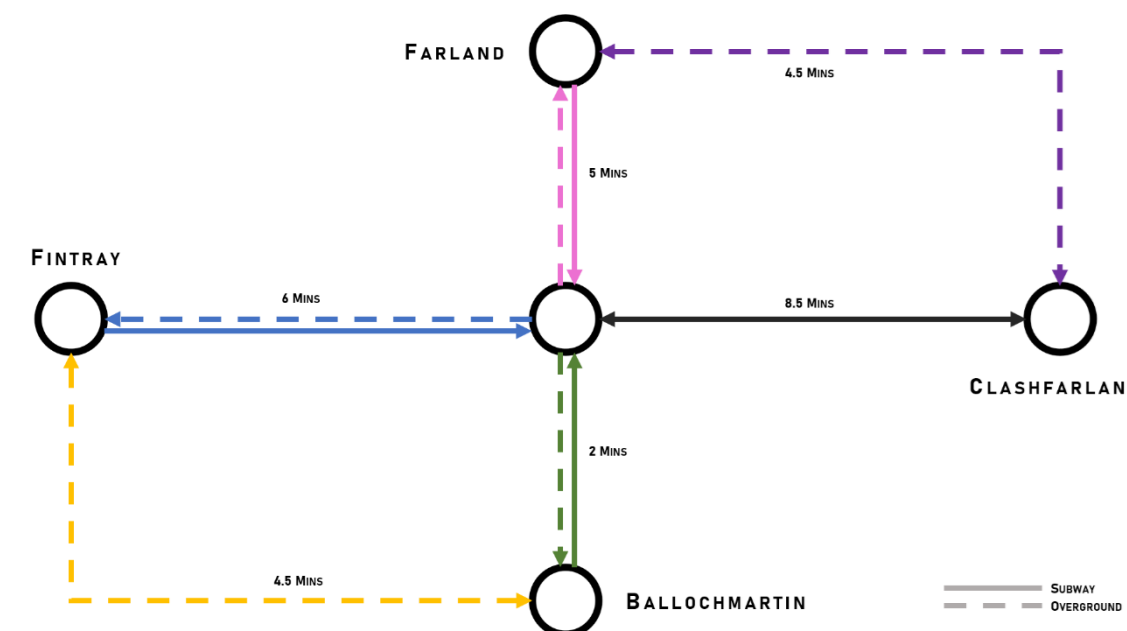 FARLAND
4.5 MINS
5 MINS
FINTRAY
6 MINS
8.5 MINS
CLASHFARLAN
2 MINS
4.5 MINS
BALLOCHMARTIN
SUBWAY
OVERGROUND